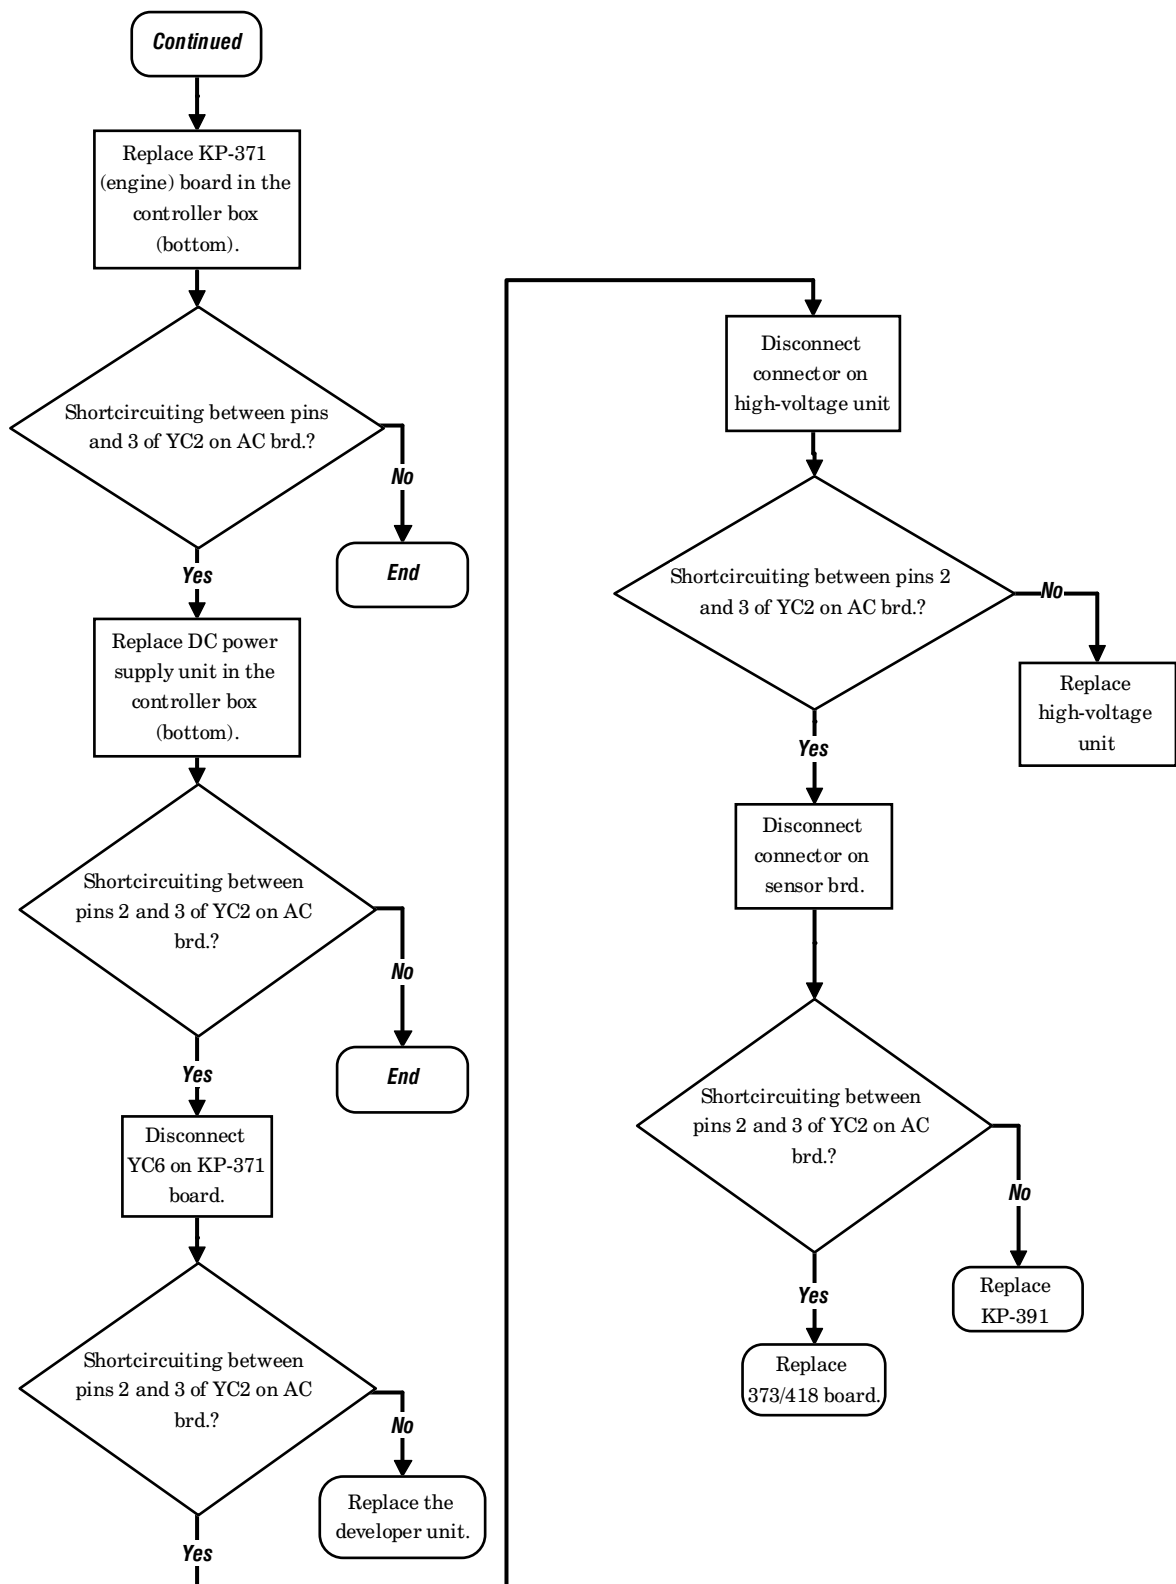 Continued
Replace KP-371
(engine) board in the
controller box
(bottom).
Shortcircuiting between pins
and 3 of YC2 on AC brd.?
No
End
Yes
Replace DC power
supply unit in the
controller box
(bottom).
Shortcircuiting between
pins 2 and 3 of YC2 on AC
brd.?
No
End
Yes
Disconnect
YC6 on KP-371
board.
Shortcircuiting between
pins 2 and 3 of YC2 on AC
brd.?
No
Replace the
developer unit.
Yes
Disconnect
connector on
high-voltage unit
Shortcircuiting between pins 2
and 3 of YC2 on AC brd.?
No
Replace
high-voltage
unit
Yes
Disconnect
connector on
sensor brd.
Shortcircuiting between
pins 2 and 3 of YC2 on AC
brd.?
No
Replace
KP-391
Yes
Replace
373/418 board.